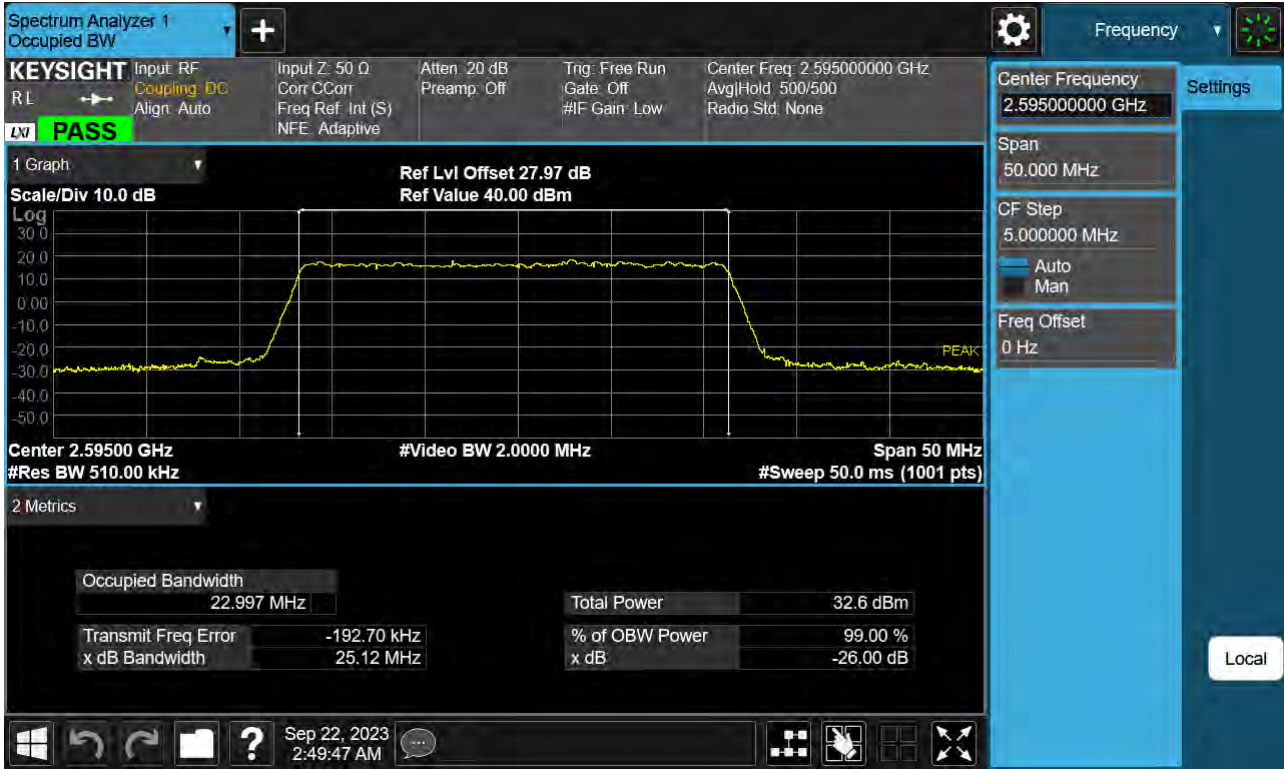 Spectrum Analyzer 1
Occupied BW
Frequency
KEYSIGHT
RL
LXI
PASS
Input: RF
Coupling: DC
Align: Auto
Input Z: 50 Ω
Corr CCorr
Freq Ref: Int (S)
NFE: Adaptive
Atten: 20 dB
Preamp: Off
Trig: Free Run
Gate: Off
#IF Gain: Low
Center Freq: 2.595000000 GHz
Avg|Hold: 500/500
Radio Std: None
1 Graph
Scale/Div 10.0 dB
Ref Lvl Offset 27.97 dB
Ref Value 40.00 dBm
Log
30.0
20.0
10.0
0.00
-10.0
-20.0
-30.0
-40.0
-50.0
PEAK
Center 2.59500 GHz
#Video BW 2.0000 MHz
Span 50 MHz
#Res BW 510.00 kHz
#Sweep 50.0 ms (1001 pts)
2 Metrics
Occupied Bandwidth
22.997 MHz
Total Power 32.6 dBm
Transmit Freq Error -192.70 kHz
% of OBW Power 99.00 %
x dB Bandwidth 25.12 MHz
x dB -26.00 dB
Sep 22, 2023
2:49:47 AM
Center Frequency
2.595000000 GHz
Settings
Span
50.000 MHz
CF Step
5.000000 MHz
Auto
Man
Freq Offset
0 Hz
Local